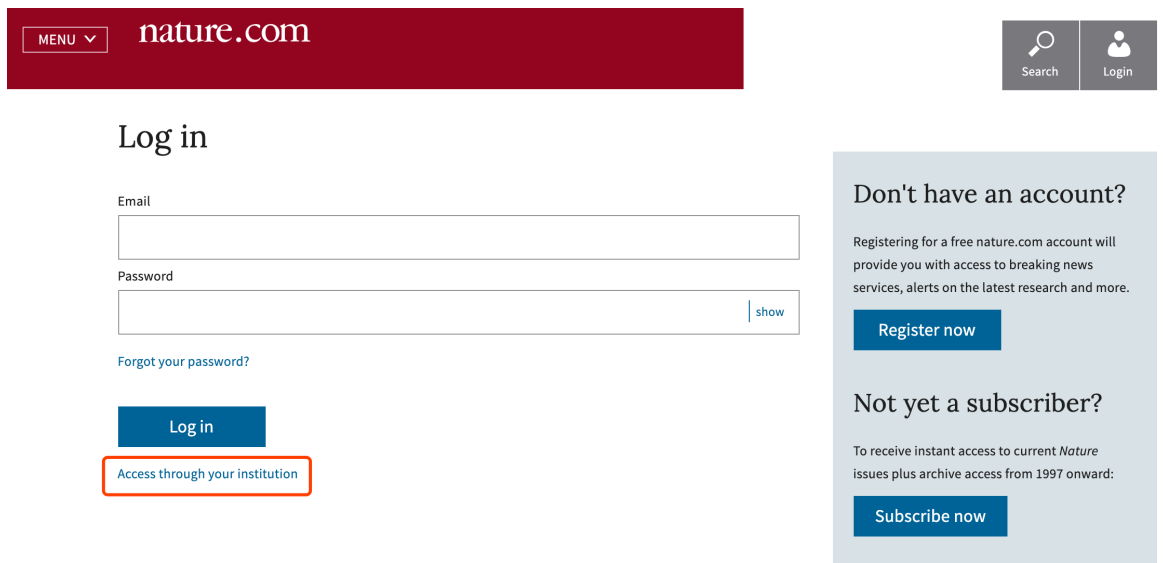 MENU
nature.com
Search
Login
Log in
Email
Password
show
Forgot your password?
Log in
Access through your institution
Don't have an account?
Registering for a free nature.com account will
provide you with access to breaking news
services, alerts on the latest research and more.
Register now
Not yet a subscriber?
To receive instant access to current Nature
issues plus archive access from 1997 onward:
Subscribe now